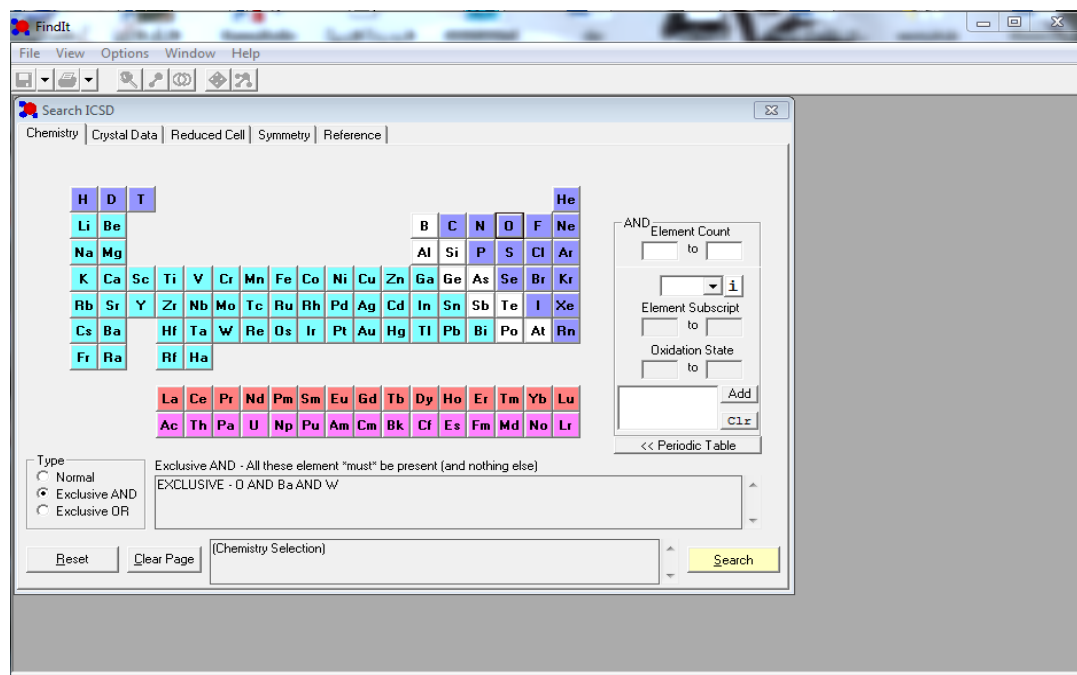 FindIt
File View Options Window Help
Search ICSD
Chemistry Crystal Data Reduced Cell Symmetry Reference
H D T He
Li Be B C N O F Ne
Na Mg Al Si P S Cl Ar
K Ca Sc Ti V Cr Mn Fe Co Ni Cu Zn Ga Ge As Se Br Kr
Rb Sr Y Zr Nb Mo Tc Ru Rh Pd Ag Cd In Sn Sb Te I Xe
Cs Ba Hf Ta W Re Os Ir Pt Au Hg Tl Pb Bi Po At Rn
Fr Ra Rf Ha
La Ce Pr Nd Pm Sm Eu Gd Tb Dy Ho Er Tm Yb Lu
Ac Th Pa U Np Pu Am Cm Bk Cf Es Fm Md No Lr
AND
Element Count
to
i
Element Subscript
to
Oxidation State
to
Add
Clr
<< Periodic Table
Type
Normal
Exclusive AND
Exclusive OR
Exclusive AND - All these element "must" be present (and nothing else)
EXCLUSIVE - O AND Ba AND W
Reset Clear Page
(Chemistry Selection)
Search